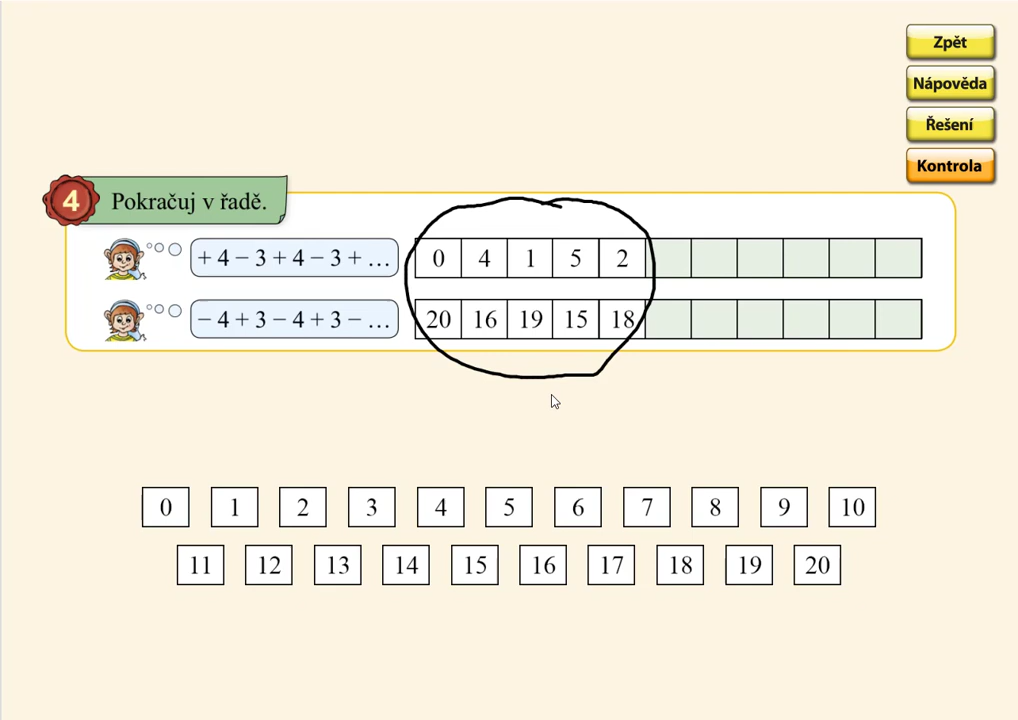 Zpět
Nápověda
Řešení
Kontrola
4 Pokračuj v řadě.
+ 4 − 3 + 4 − 3 + … 0 4 1 5 2
− 4 + 3 − 4 + 3 − … 20 16 19 15 18
0 1 2 3 4 5 6 7 8 9 10
11 12 13 14 15 16 17 18 19 20